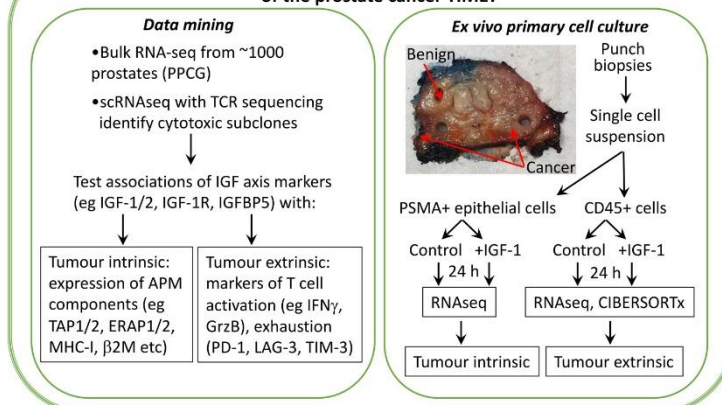 of the prostate cancer TIME?
Data mining
•Bulk RNA-seq from ~1000
prostates (PPCG)
•scRNAseq with TCR sequencing
identify cytotoxic subclones
Test associations of IGF axis markers
(eg IGF-1/2, IGF-1R, IGFBP5) with:
Tumour intrinsic:
expression of APM
components (eg
TAP1/2, ERAP1/2,
MHC-I, β2M etc)
Tumour extrinsic:
markers of T cell
activation (eg IFNγ,
GrzB), exhaustion
(PD-1, LAG-3, TIM-3)
Ex vivo primary cell culture
Benign
Cancer
Punch
biopsies
Single cell
suspension
PSMA+ epithelial cells
CD45+ cells
Control +IGF-1
24 h
RNAseq
Tumour intrinsic
Control +IGF-1
24 h
RNAseq, CIBERSORTx
Tumour extrinsic